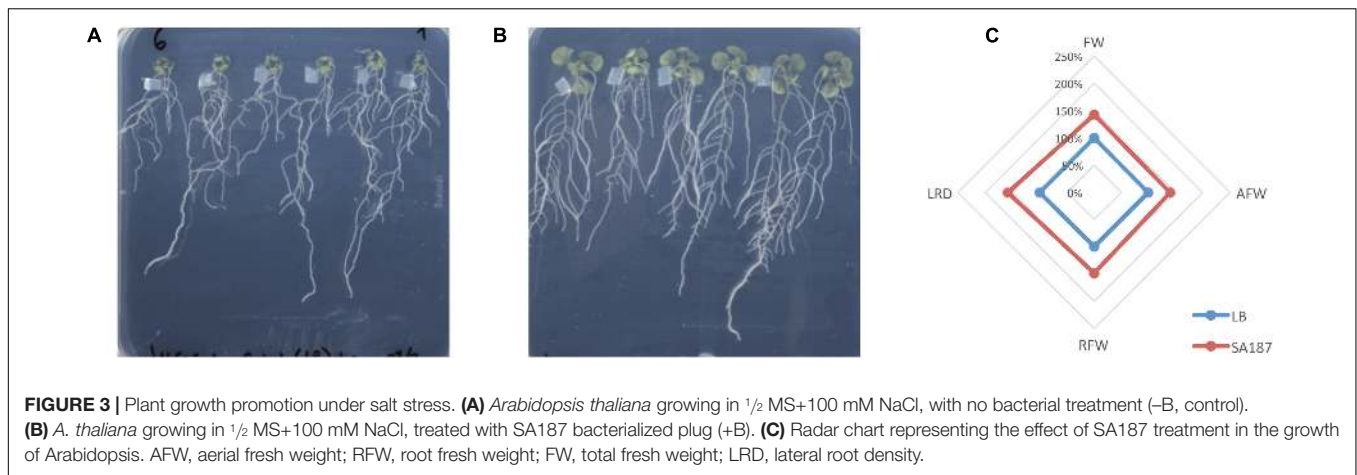 A
B
C
6
1
FW
250%
200%
150%
100%
50%
0%
LRD
AFW
RFW
LB
SA187
FIGURE 3 | Plant growth promotion under salt stress. (A) Arabidopsis thaliana growing in 1/2 MS+100 mM NaCl, with no bacterial treatment (–B, control).
(B) A. thaliana growing in 1/2 MS+100 mM NaCl, treated with SA187 bacterialized plug (+B). (C) Radar chart representing the effect of SA187 treatment in the growth
of Arabidopsis. AFW, aerial fresh weight; RFW, root fresh weight; FW, total fresh weight; LRD, lateral root density.